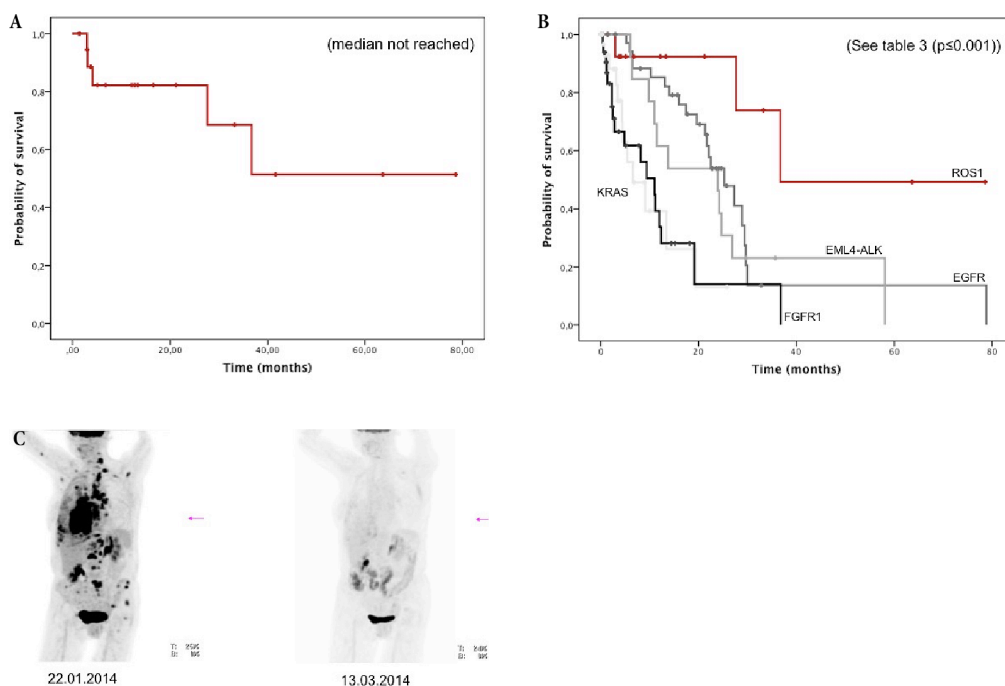 A
(median not reached)
Probability of survival
1,0
0,8
0,6
0,4
0,2
0,0
,00
20,00
40,00
60,00
80,00
Time (months)
B
(See table 3 (p≤0.001))
Probability of survival
1,0
0,8
0,6
0,4
0,2
0,0
KRAS
ROS1
EML4-ALK
EGFR
FGFR1
0
20
40
60
80
Time (months)
C
22.01.2014
13.03.2014